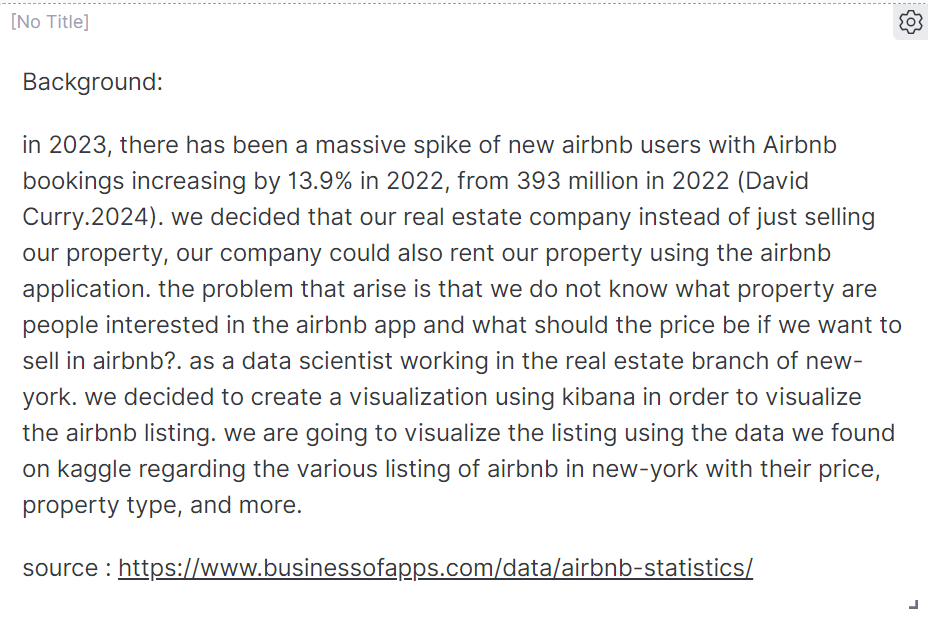 [No Title]
Background:
in 2023, there has been a massive spike of new airbnb users with Airbnb
bookings increasing by 13.9% in 2022, from 393 million in 2022 (David
Curry.2024). we decided that our real estate company instead of just selling
our property, our company could also rent our property using the airbnb
application. the problem that arise is that we do not know what property are
people interested in the airbnb app and what should the price be if we want to
sell in airbnb?. as a data scientist working in the real estate branch of new-
york. we decided to create a visualization using kibana in order to visualize
the airbnb listing. we are going to visualize the listing using the data we found
on kaggle regarding the various listing of airbnb in new-york with their price,
property type, and more.
source : https://www.businessofapps.com/data/airbnb-statistics/